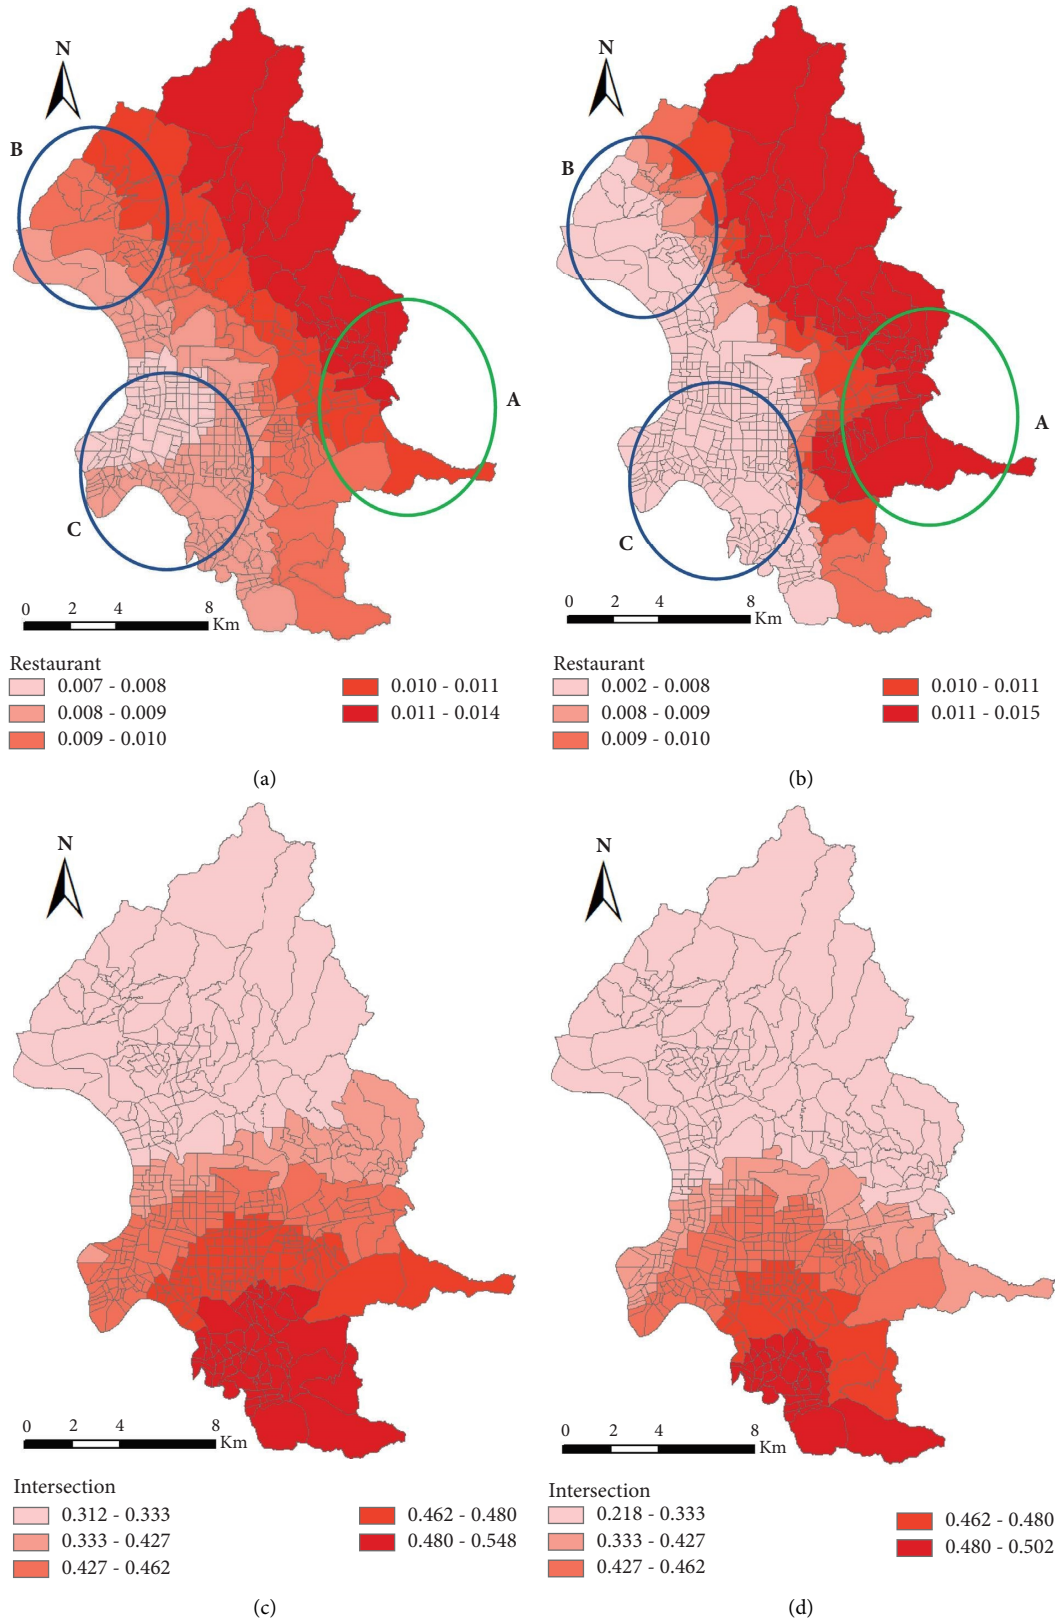 N
B
A
C
0 2 4 8
Km
Restaurant
0.007 - 0.008
0.008 - 0.009
0.009 - 0.010
0.010 - 0.011
0.011 - 0.014
(a)
N
B
A
C
0 2 4 8
Km
Restaurant
0.002 - 0.008
0.008 - 0.009
0.009 - 0.010
0.010 - 0.011
0.011 - 0.015
(b)
N
0 2 4 8
Km
Intersection
0.312 - 0.333
0.333 - 0.427
0.427 - 0.462
0.462 - 0.480
0.480 - 0.548
(c)
N
0 2 4 8
Km
Intersection
0.218 - 0.333
0.333 - 0.427
0.427 - 0.462
0.462 - 0.480
0.480 - 0.502
(d)